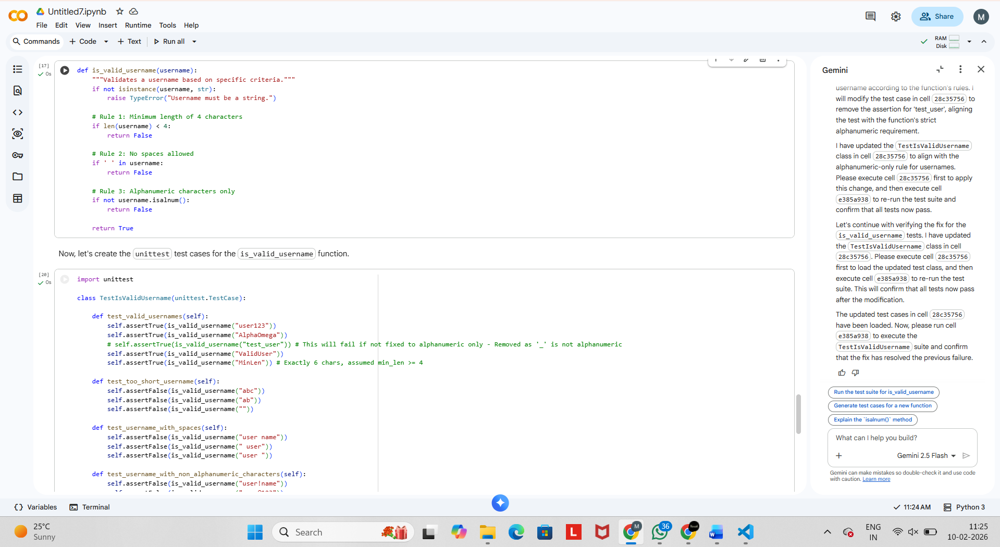 Untitled7.ipynb
File Edit View Insert Runtime Tools Help
Share
M
Commands + Code + Text Run all
RAM
Disk
[17]
0s
def is_valid_username(username):
"""Validates a username based on specific criteria."""
if not isinstance(username, str):
raise TypeError("Username must be a string.")
# Rule 1: Minimum length of 4 characters
if len(username) < 4:
return False
# Rule 2: No spaces allowed
if ' ' in username:
return False
# Rule 3: Alphanumeric characters only
if not username.isalnum():
return False
return True
Now, let's create the unittest test cases for the is_valid_username function.
[20]
0s
import unittest
class TestIsValidUsername(unittest.TestCase):
def test_valid_usernames(self):
self.assertTrue(is_valid_username("user123"))
self.assertTrue(is_valid_username("AlphaOmega"))
# self.assertTrue(is_valid_username("test_user")) # This will fail if not fixed to alphanumeric only - Removed as '_' is not alphanumeric
self.assertTrue(is_valid_username("ValidUser"))
self.assertTrue(is_valid_username("MinLen")) # Exactly 6 chars, assumed min_len >= 4
def test_too_short_username(self):
self.assertFalse(is_valid_username("abc"))
self.assertFalse(is_valid_username("ab"))
self.assertFalse(is_valid_username(""))
def test_username_with_spaces(self):
self.assertFalse(is_valid_username("user name"))
self.assertFalse(is_valid_username(" user"))
self.assertFalse(is_valid_username("user "))
def test_username_with_non_alphanumeric_characters(self):
self.assertFalse(is_valid_username("user!name"))
Gemini
username according to the function's rules. I
will modify the test case in cell 28c35756 to
remove the assertion for 'test_user', aligning
the test with the function's strict
alphanumeric requirement.
I have updated the TestIsValidUsername
class in cell 28c35756 to align with the
alphanumeric-only rule for usernames.
Please execute cell 28c35756 first to apply
this change, and then execute cell
e385a938 to re-run the test suite and
confirm that all tests now pass.
Let's continue with verifying the fix for the
is_valid_username tests. I have updated
the TestIsValidUsername class in cell
28c35756. Please execute cell 28c35756
first to load the updated test class, and then
execute cell e385a938 to re-run the test
suite. This will confirm that all tests now pass
after the modification.
The updated test cases in cell 28c35756
have been loaded. Now, please run cell
e385a938 to execute the
TestIsValidUsername suite and confirm
that the fix has resolved the previous failure.
Run the test suite for is_valid_username
Generate test cases for a new function
Explain the `isalnum()` method
What can I help you build?
+ Gemini 2.5 Flash
Gemini can make mistakes so double-check it and use code
with caution. Learn more
{} Variables Terminal
11:24 AM Python 3
25°C
Sunny
Search
L
M
36
W
ENG
IN
11:25
10-02-2026